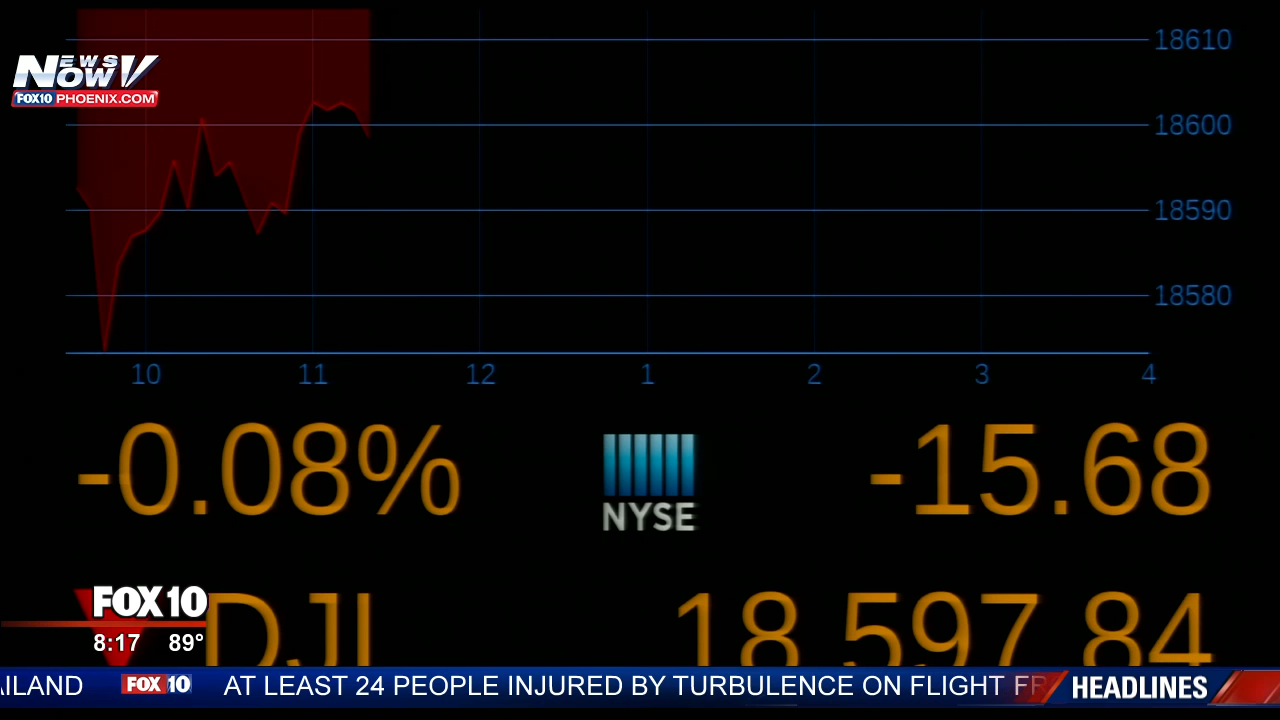 NEWS
NOW
FOX10 PHOENIX.COM
18610
18600
18590
18580
10 11 12 1 2 3 4
-0.08% -15.68
NYSE
FOX 10
DJI 18,597.84
8:17 89°
AILAND FOX 10 AT LEAST 24 PEOPLE INJURED BY TURBULENCE ON FLIGHT FR HEADLINES